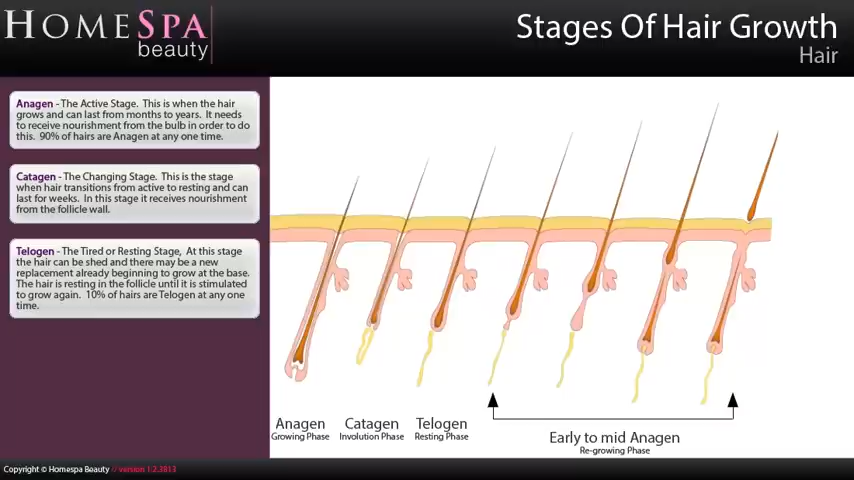 HOMESPA
beauty
Stages Of Hair Growth
Hair
Anagen - The Active Stage. This is when the hair
grows and can last from months to years. It needs
to receive nourishment from the bulb in order to do
this. 90% of hairs are Anagen at any one time.
Catagen - The Changing Stage. This is the stage
when hair transitions from active to resting and can
last for weeks. In this stage it receives nourishment
from the follicle wall.
Telogen - The Tired or Resting Stage, At this stage
the hair can be shed and there may be a new
replacement already beginning to grow at the base.
The hair is resting in the follicle until it is stimulated
to grow again. 10% of hairs are Telogen at any one
time.
Anagen
Growing Phase
Catagen
Involution Phase
Telogen
Resting Phase
Early to mid Anagen
Re-growing Phase
Copyright © Homespa Beauty // version 1.2.3813